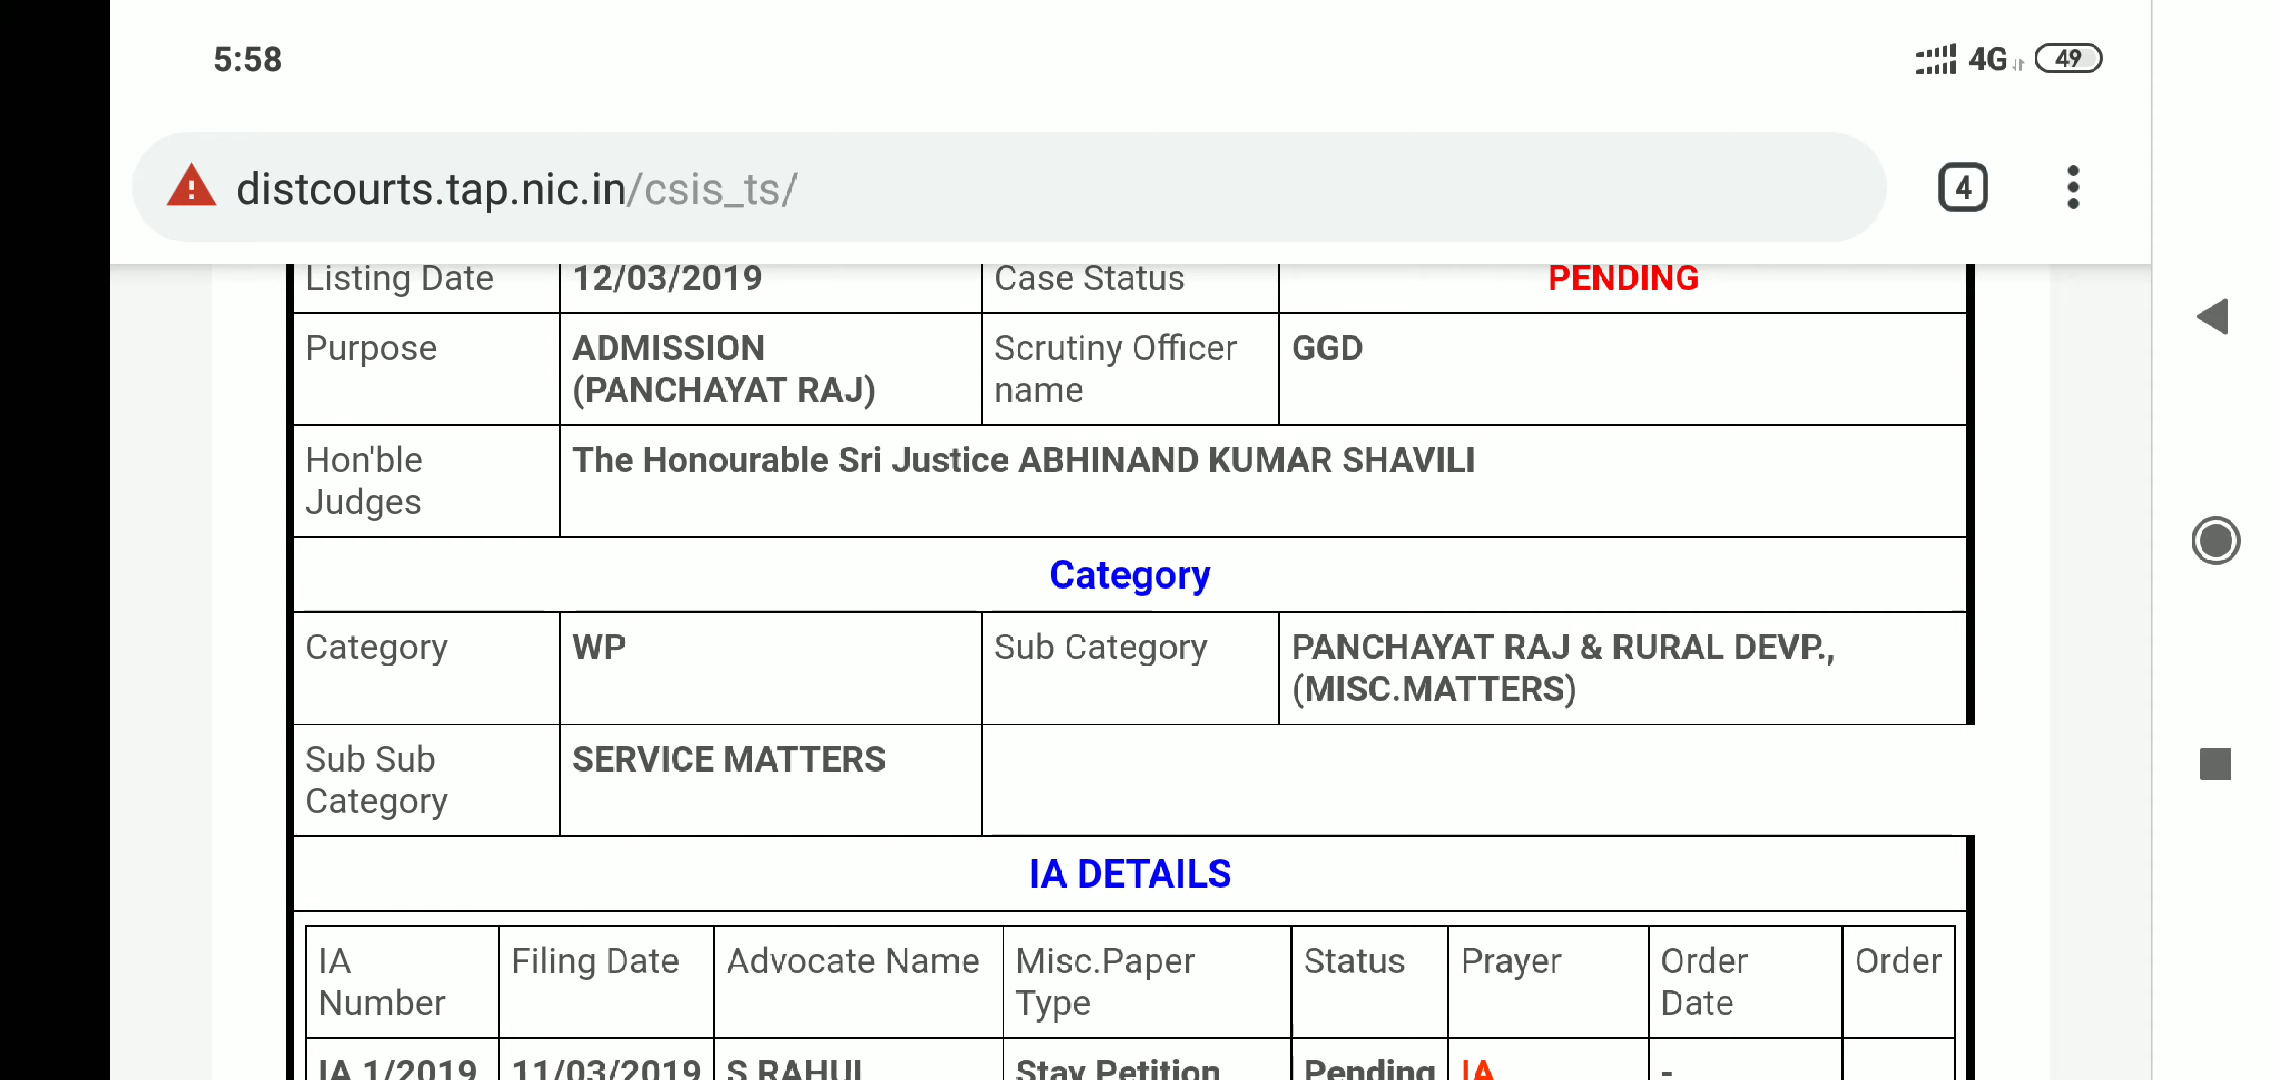 5:58
4G 49
distcourts.tap.nic.in/csis_ts/
4
Listing Date 12/03/2019 Case Status PENDING
Purpose ADMISSION (PANCHAYAT RAJ) Scrutiny Officer name GGD
Hon'ble Judges The Honourable Sri Justice ABHINAND KUMAR SHAVILI
Category
Category WP Sub Category PANCHAYAT RAJ & RURAL DEVP., (MISC.MATTERS)
Sub Sub Category SERVICE MATTERS
IA DETAILS
IA Number Filing Date Advocate Name Misc.Paper Type Status Prayer Order Date Order
IA 1/2019 11/03/2019 S RAHUL Stay Petition Pending IA -